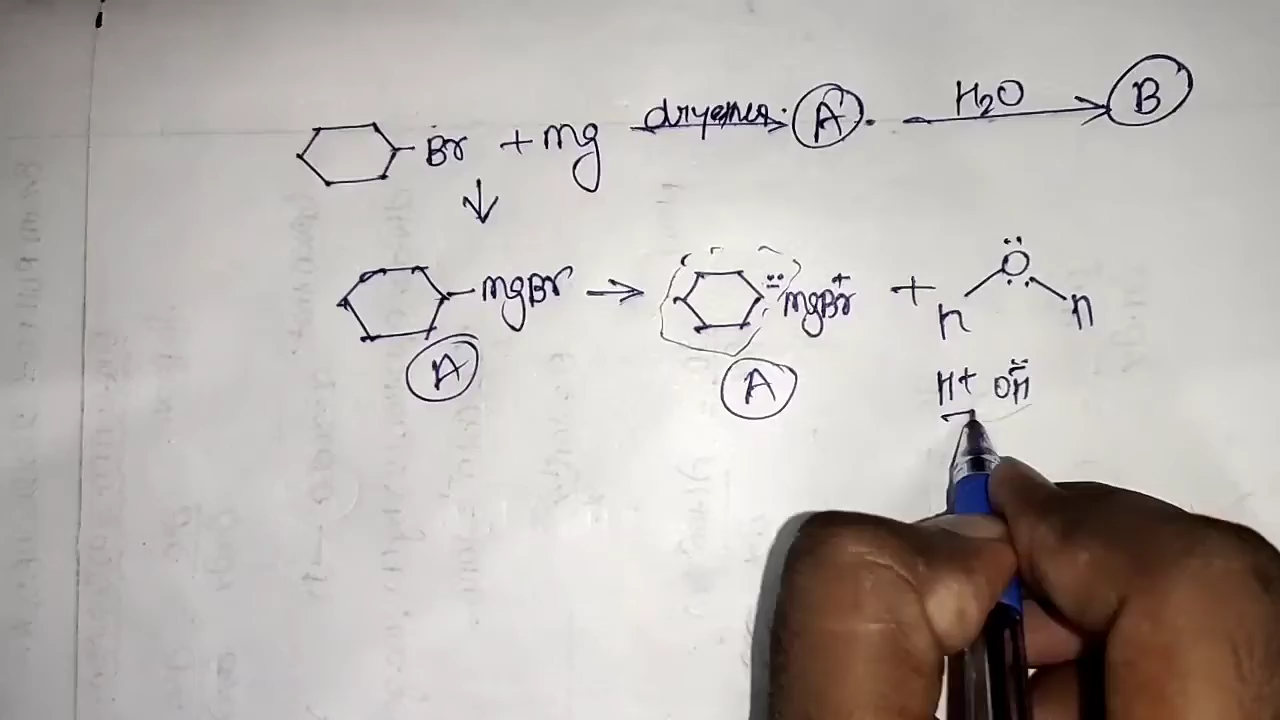 Br + Mg dryether. A. H₂O B
MgBr → MgBr⁺ + H O H
A A H⁺ OH